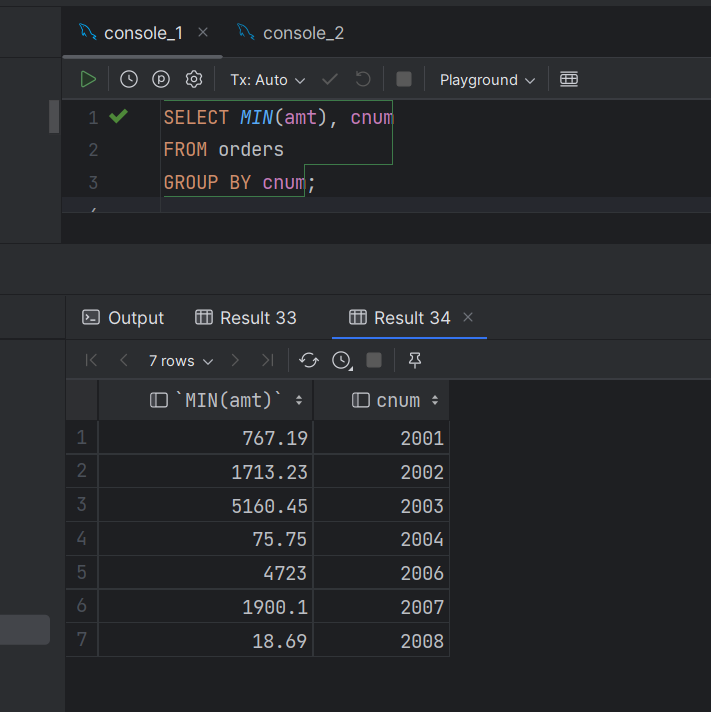 console_1
console_2
Tx: Auto
Playground
1 SELECT MIN(amt), cnum
2 FROM orders
3 GROUP BY cnum;
Output
Result 33
Result 34
7 rows
`MIN(amt)` cnum
1 767.19 2001
2 1713.23 2002
3 5160.45 2003
4 75.75 2004
5 4723 2006
6 1900.1 2007
7 18.69 2008